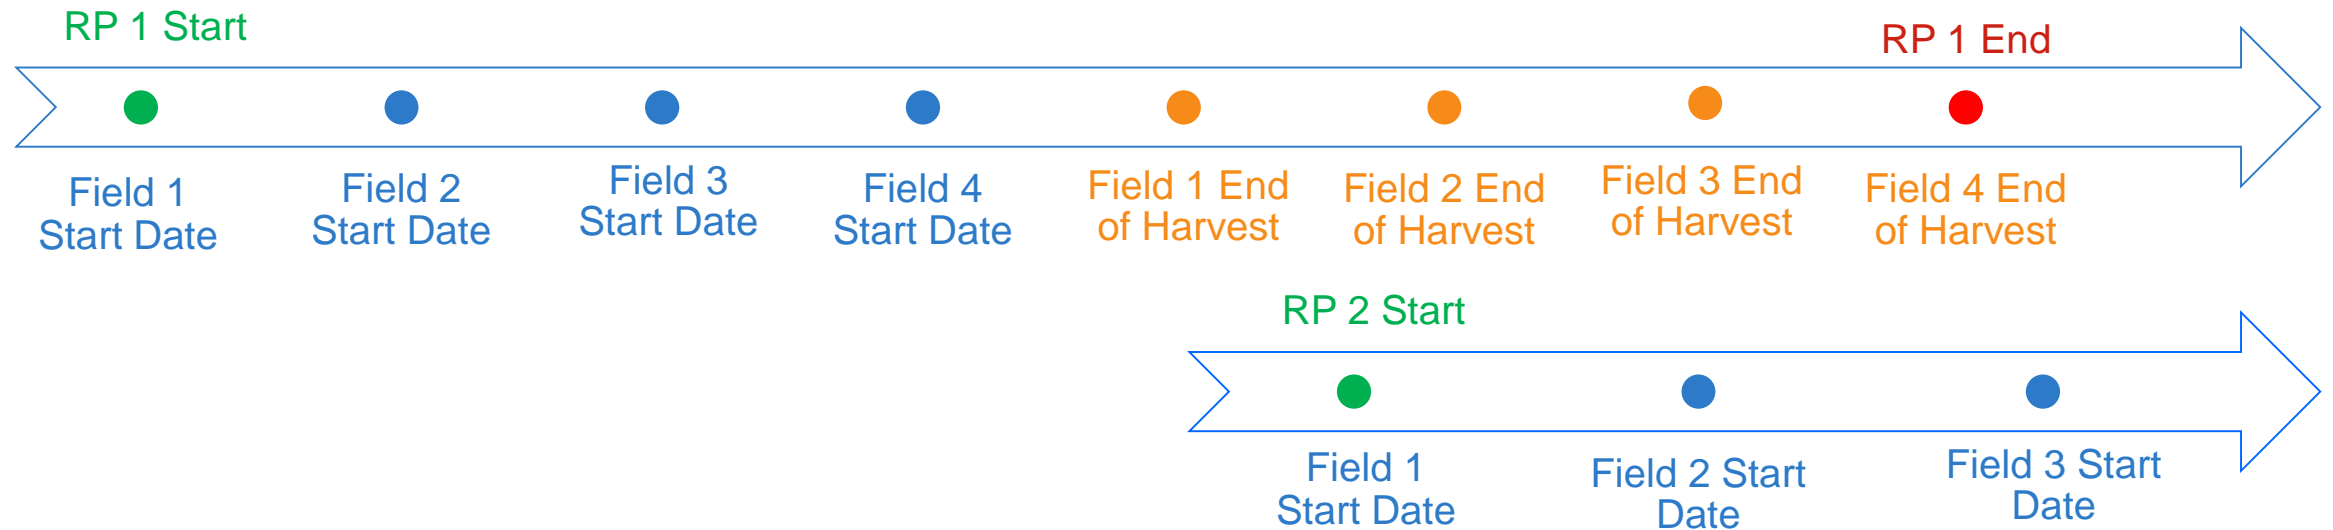 RP 1 Start
RP 1 End
Field 1
Start Date
Field 2
Start Date
Field 3
Start Date
Field 4
Start Date
Field 1 End
of Harvest
Field 2 End
of Harvest
Field 3 End
of Harvest
Field 4 End
of Harvest
RP 2 Start
Field 1
Start Date
Field 2 Start
Date
Field 3 Start
Date